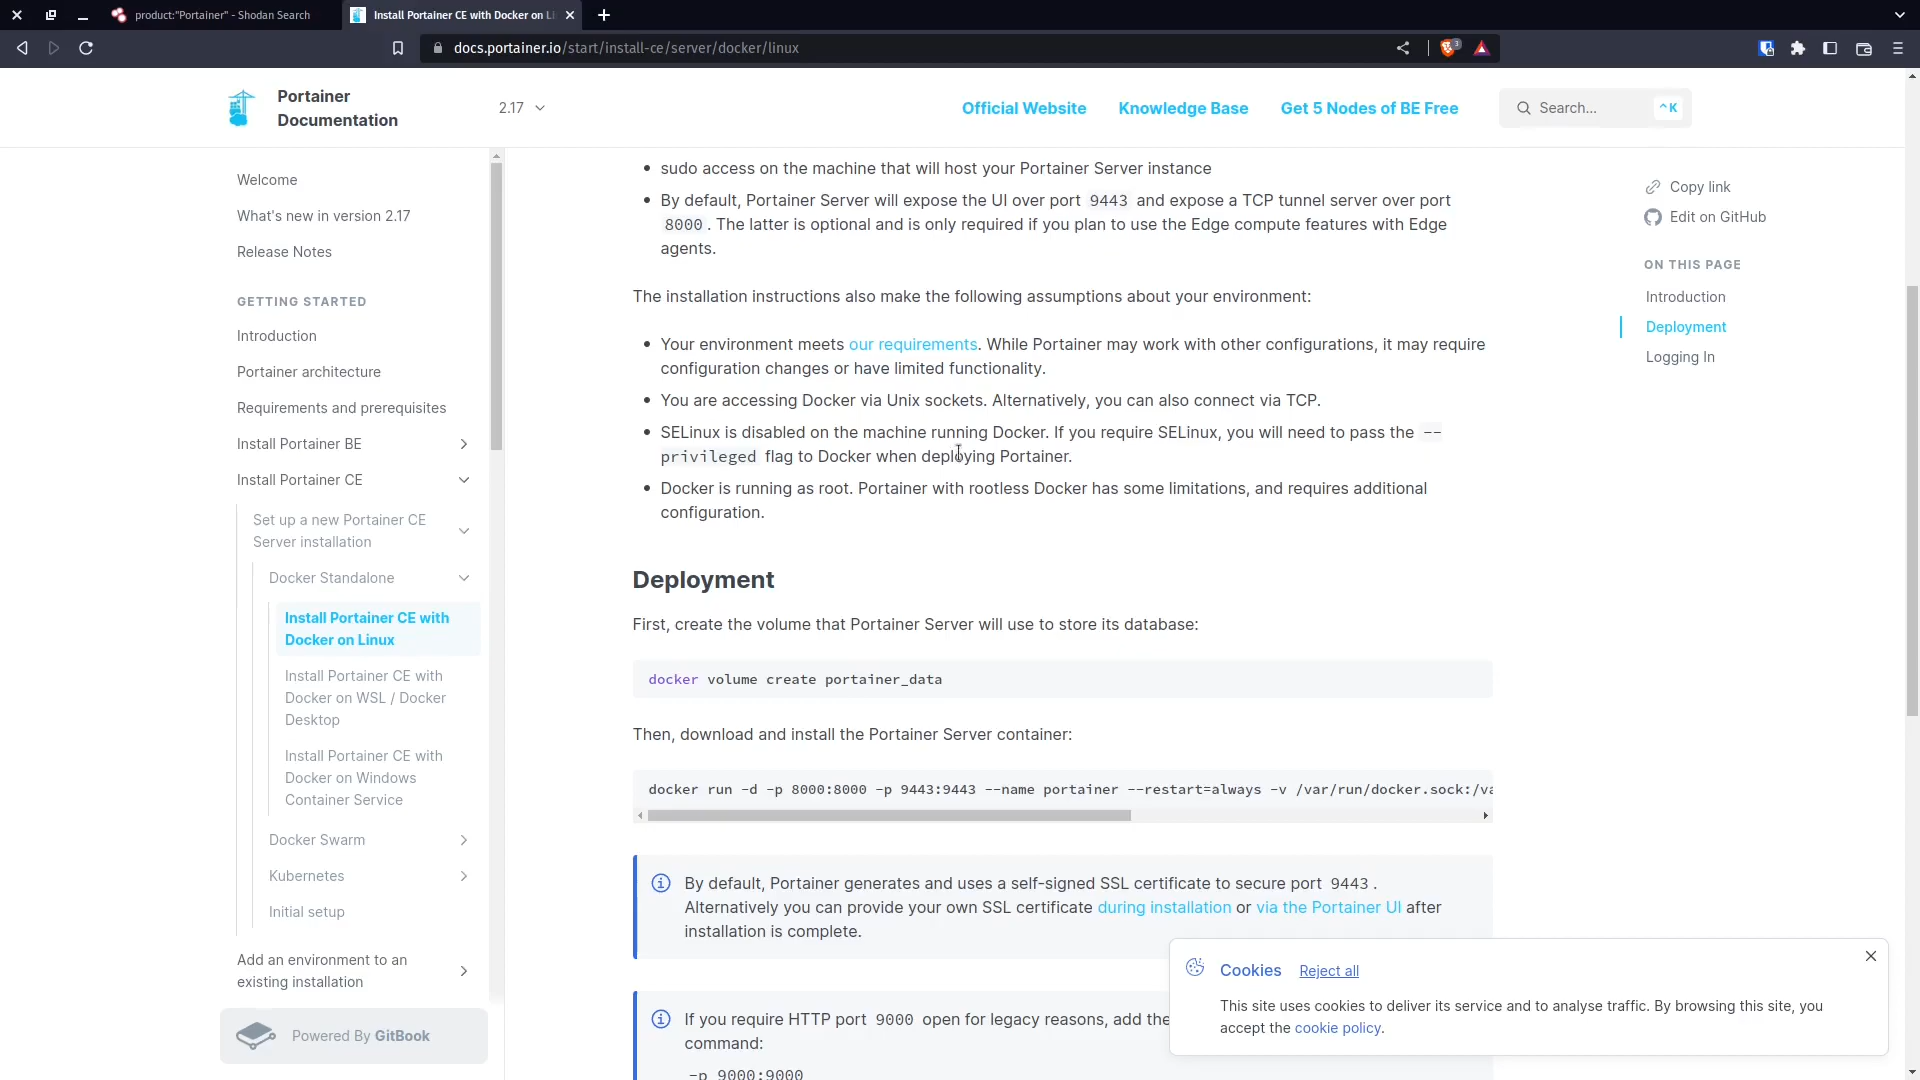 product:"Portainer" - Shodan Search
Install Portainer CE with Docker on Li
docs.portainer.io/start/install-ce/server/docker/linux
3
Portainer
Documentation
2.17
Official Website
Knowledge Base
Get 5 Nodes of BE Free
Search...
^ K
Welcome
What's new in version 2.17
Release Notes
GETTING STARTED
Introduction
Portainer architecture
Requirements and prerequisites
Install Portainer BE
Install Portainer CE
Set up a new Portainer CE
Server installation
Docker Standalone
Install Portainer CE with
Docker on Linux
Install Portainer CE with
Docker on WSL / Docker
Desktop
Install Portainer CE with
Docker on Windows
Container Service
Docker Swarm
Kubernetes
Initial setup
Add an environment to an
existing installation
Powered By GitBook
• sudo access on the machine that will host your Portainer Server instance
• By default, Portainer Server will expose the UI over port 9443 and expose a TCP tunnel server over port
8000 . The latter is optional and is only required if you plan to use the Edge compute features with Edge
agents.
The installation instructions also make the following assumptions about your environment:
• Your environment meets our requirements. While Portainer may work with other configurations, it may require
configuration changes or have limited functionality.
• You are accessing Docker via Unix sockets. Alternatively, you can also connect via TCP.
• SELinux is disabled on the machine running Docker. If you require SELinux, you will need to pass the --
privileged flag to Docker when deploying Portainer.
• Docker is running as root. Portainer with rootless Docker has some limitations, and requires additional
configuration.
Deployment
First, create the volume that Portainer Server will use to store its database:
docker volume create portainer_data
Then, download and install the Portainer Server container:
docker run -d -p 8000:8000 -p 9443:9443 --name portainer --restart=always -v /var/run/docker.sock:/va
By default, Portainer generates and uses a self-signed SSL certificate to secure port 9443 .
Alternatively you can provide your own SSL certificate during installation or via the Portainer UI after
installation is complete.
If you require HTTP port 9000 open for legacy reasons, add the
command:
-p 9000:9000
Copy link
Edit on GitHub
ON THIS PAGE
Introduction
Deployment
Logging In
Cookies
Reject all
This site uses cookies to deliver its service and to analyse traffic. By browsing this site, you
accept the cookie policy.